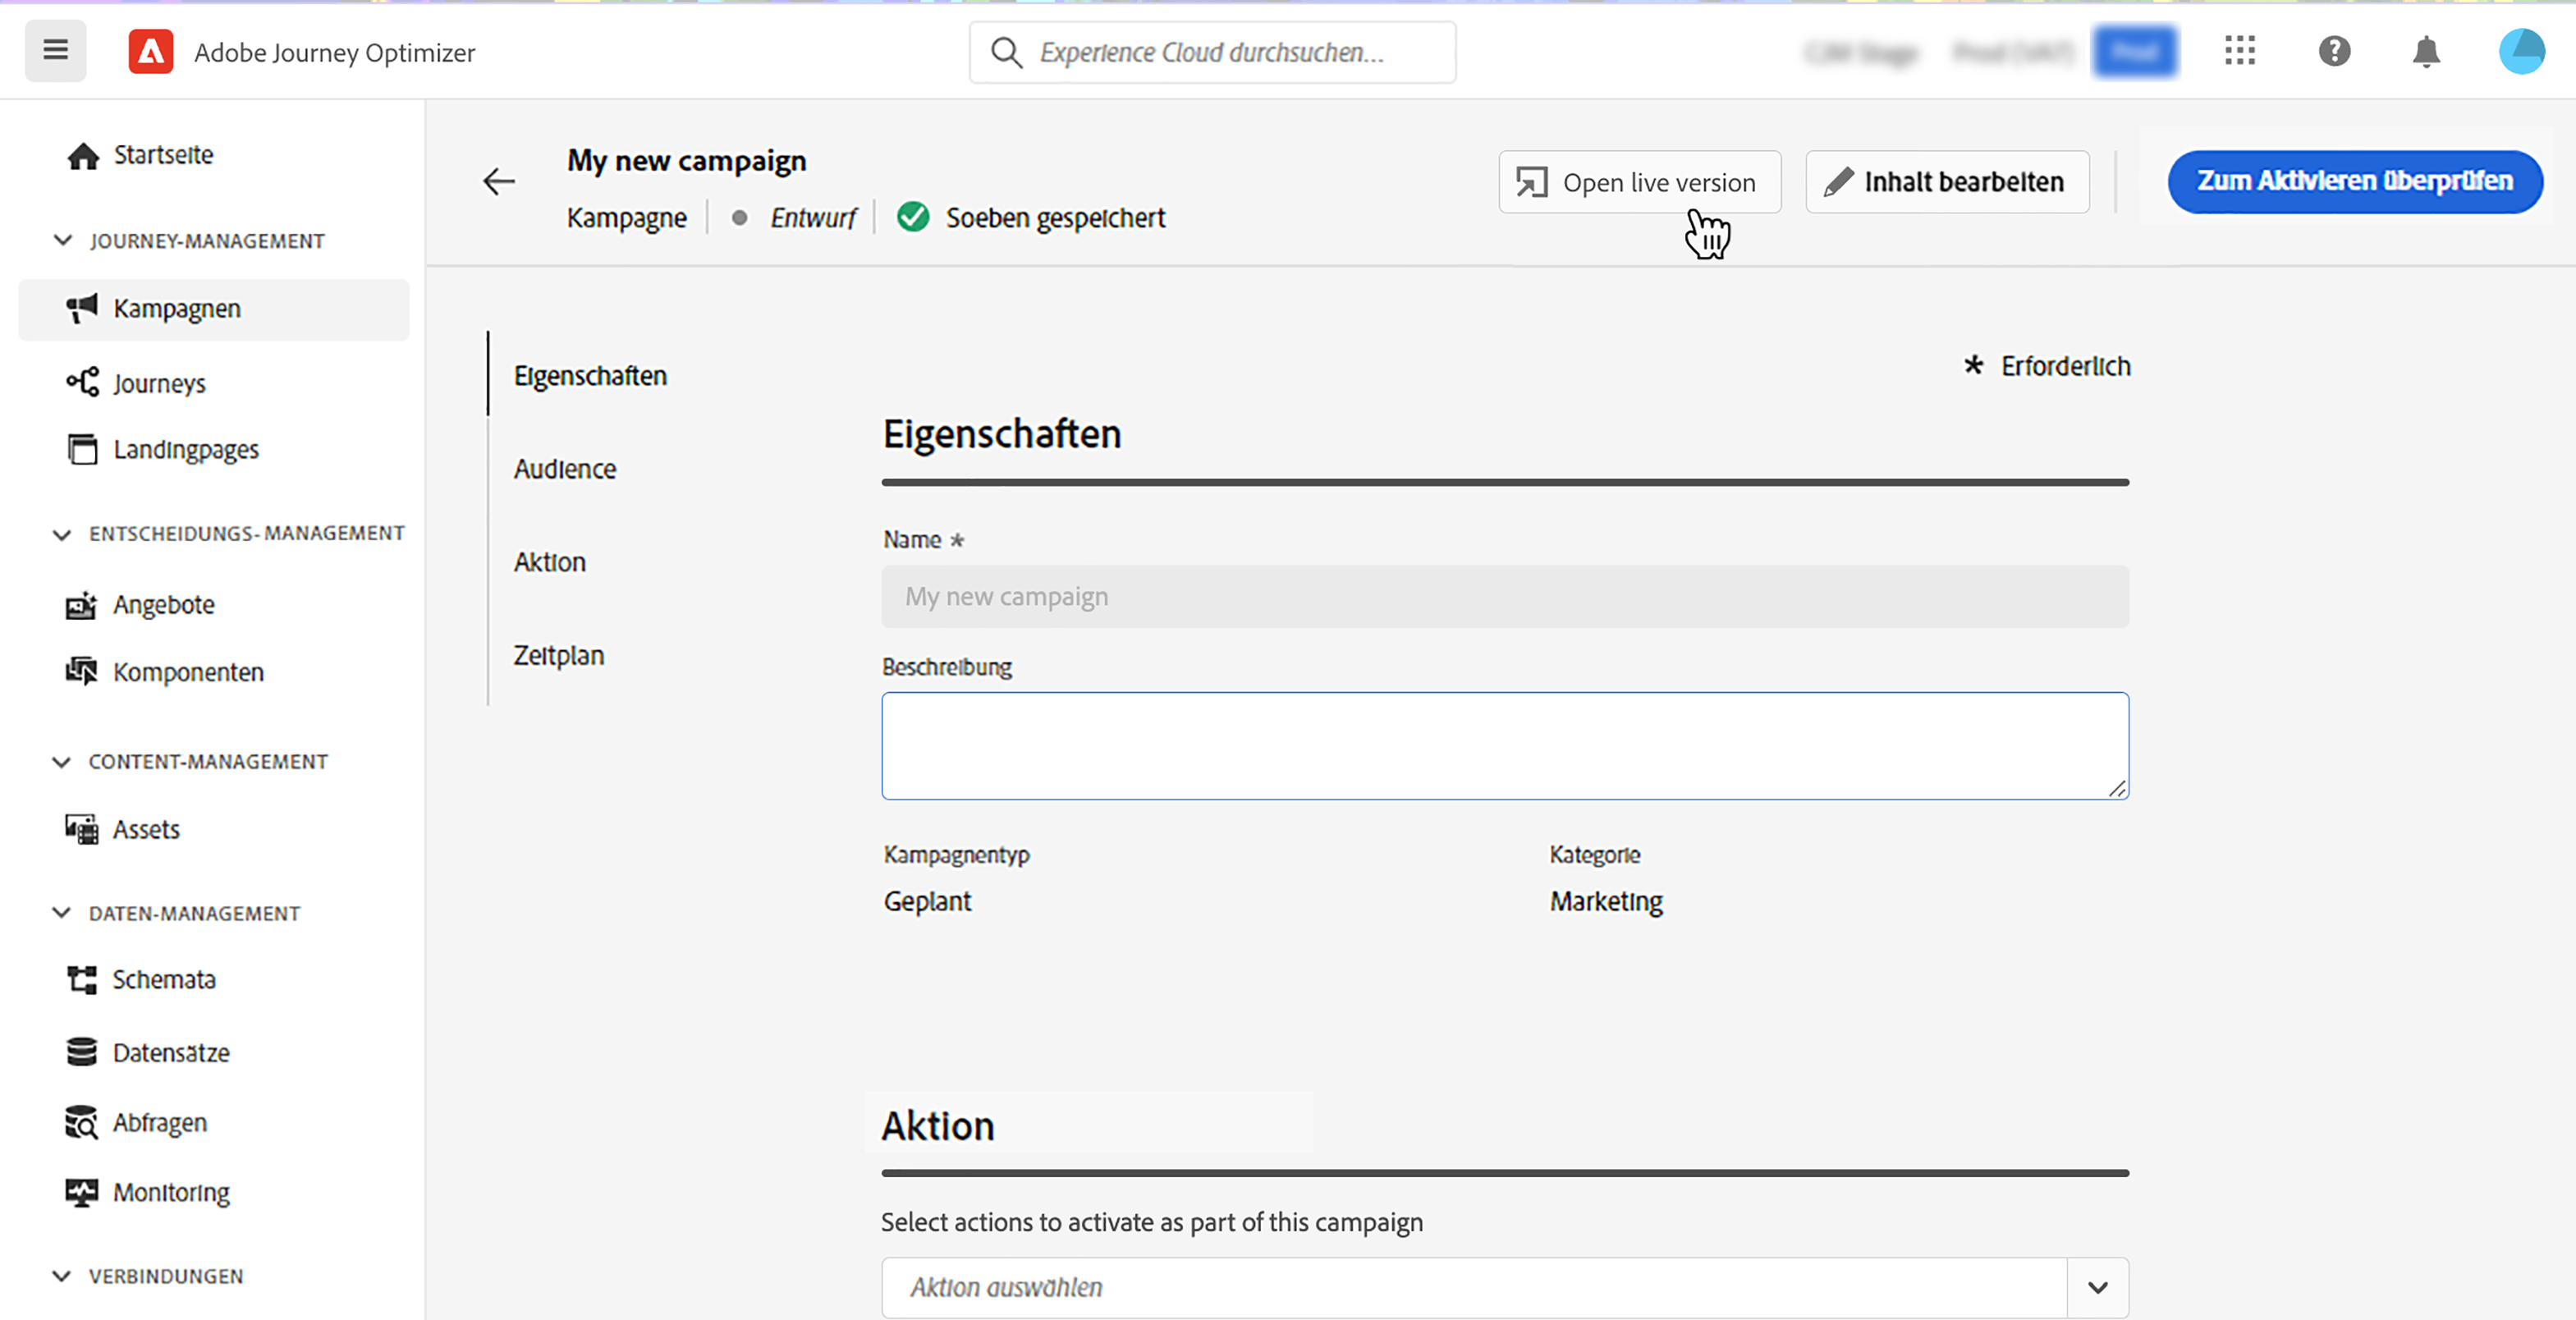 Adobe Journey Optimizer
Experience Cloud durchsuchen...
Startseite
JOURNEY-MANAGEMENT
Kampagnen
Journeys
Landingpages
ENTSCHEIDUNGS- MANAGEMENT
Angebote
Komponenten
CONTENT-MANAGEMENT
Assets
DATEN-MANAGEMENT
Schemata
Datensätze
Abfragen
Monitoring
VERBINDUNGEN
My new campaign
Kampagne Entwurf Soeben gespeichert
Open live version
Inhalt bearbeiten
Zum Aktivieren überprüfen
Eigenschaften
Audience
Aktion
Zeitplan
* Erforderlich
Eigenschaften
Name *
My new campaign
Beschreibung
Kampagnentyp
Geplant
Kategorie
Marketing
Aktion
Select actions to activate as part of this campaign
Aktion auswählen